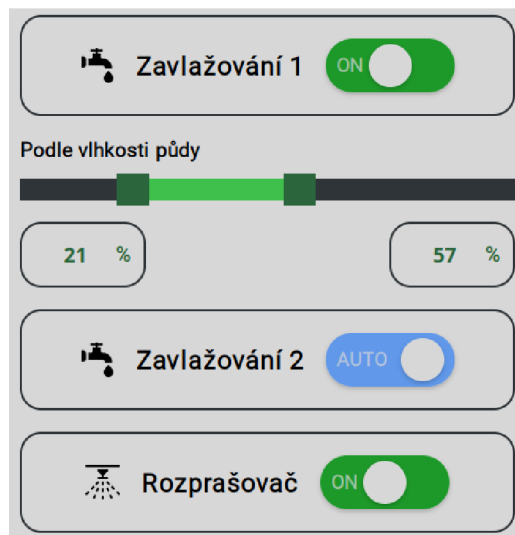 Zavlažování 1 ON
Podle vlhkosti půdy
21 % 57 %
Zavlažování 2 AUTO
Rozprašovač ON